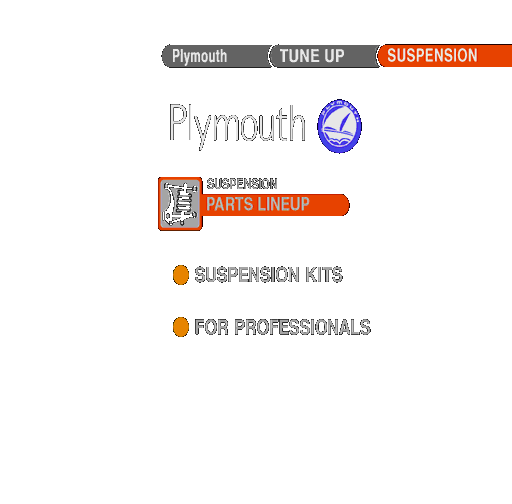 Plymouth TUNE UP SUSPENSION
Plymouth
SUSPENSION
PARTS LINEUP
SUSPENSION KITS
FOR PROFESSIONALS